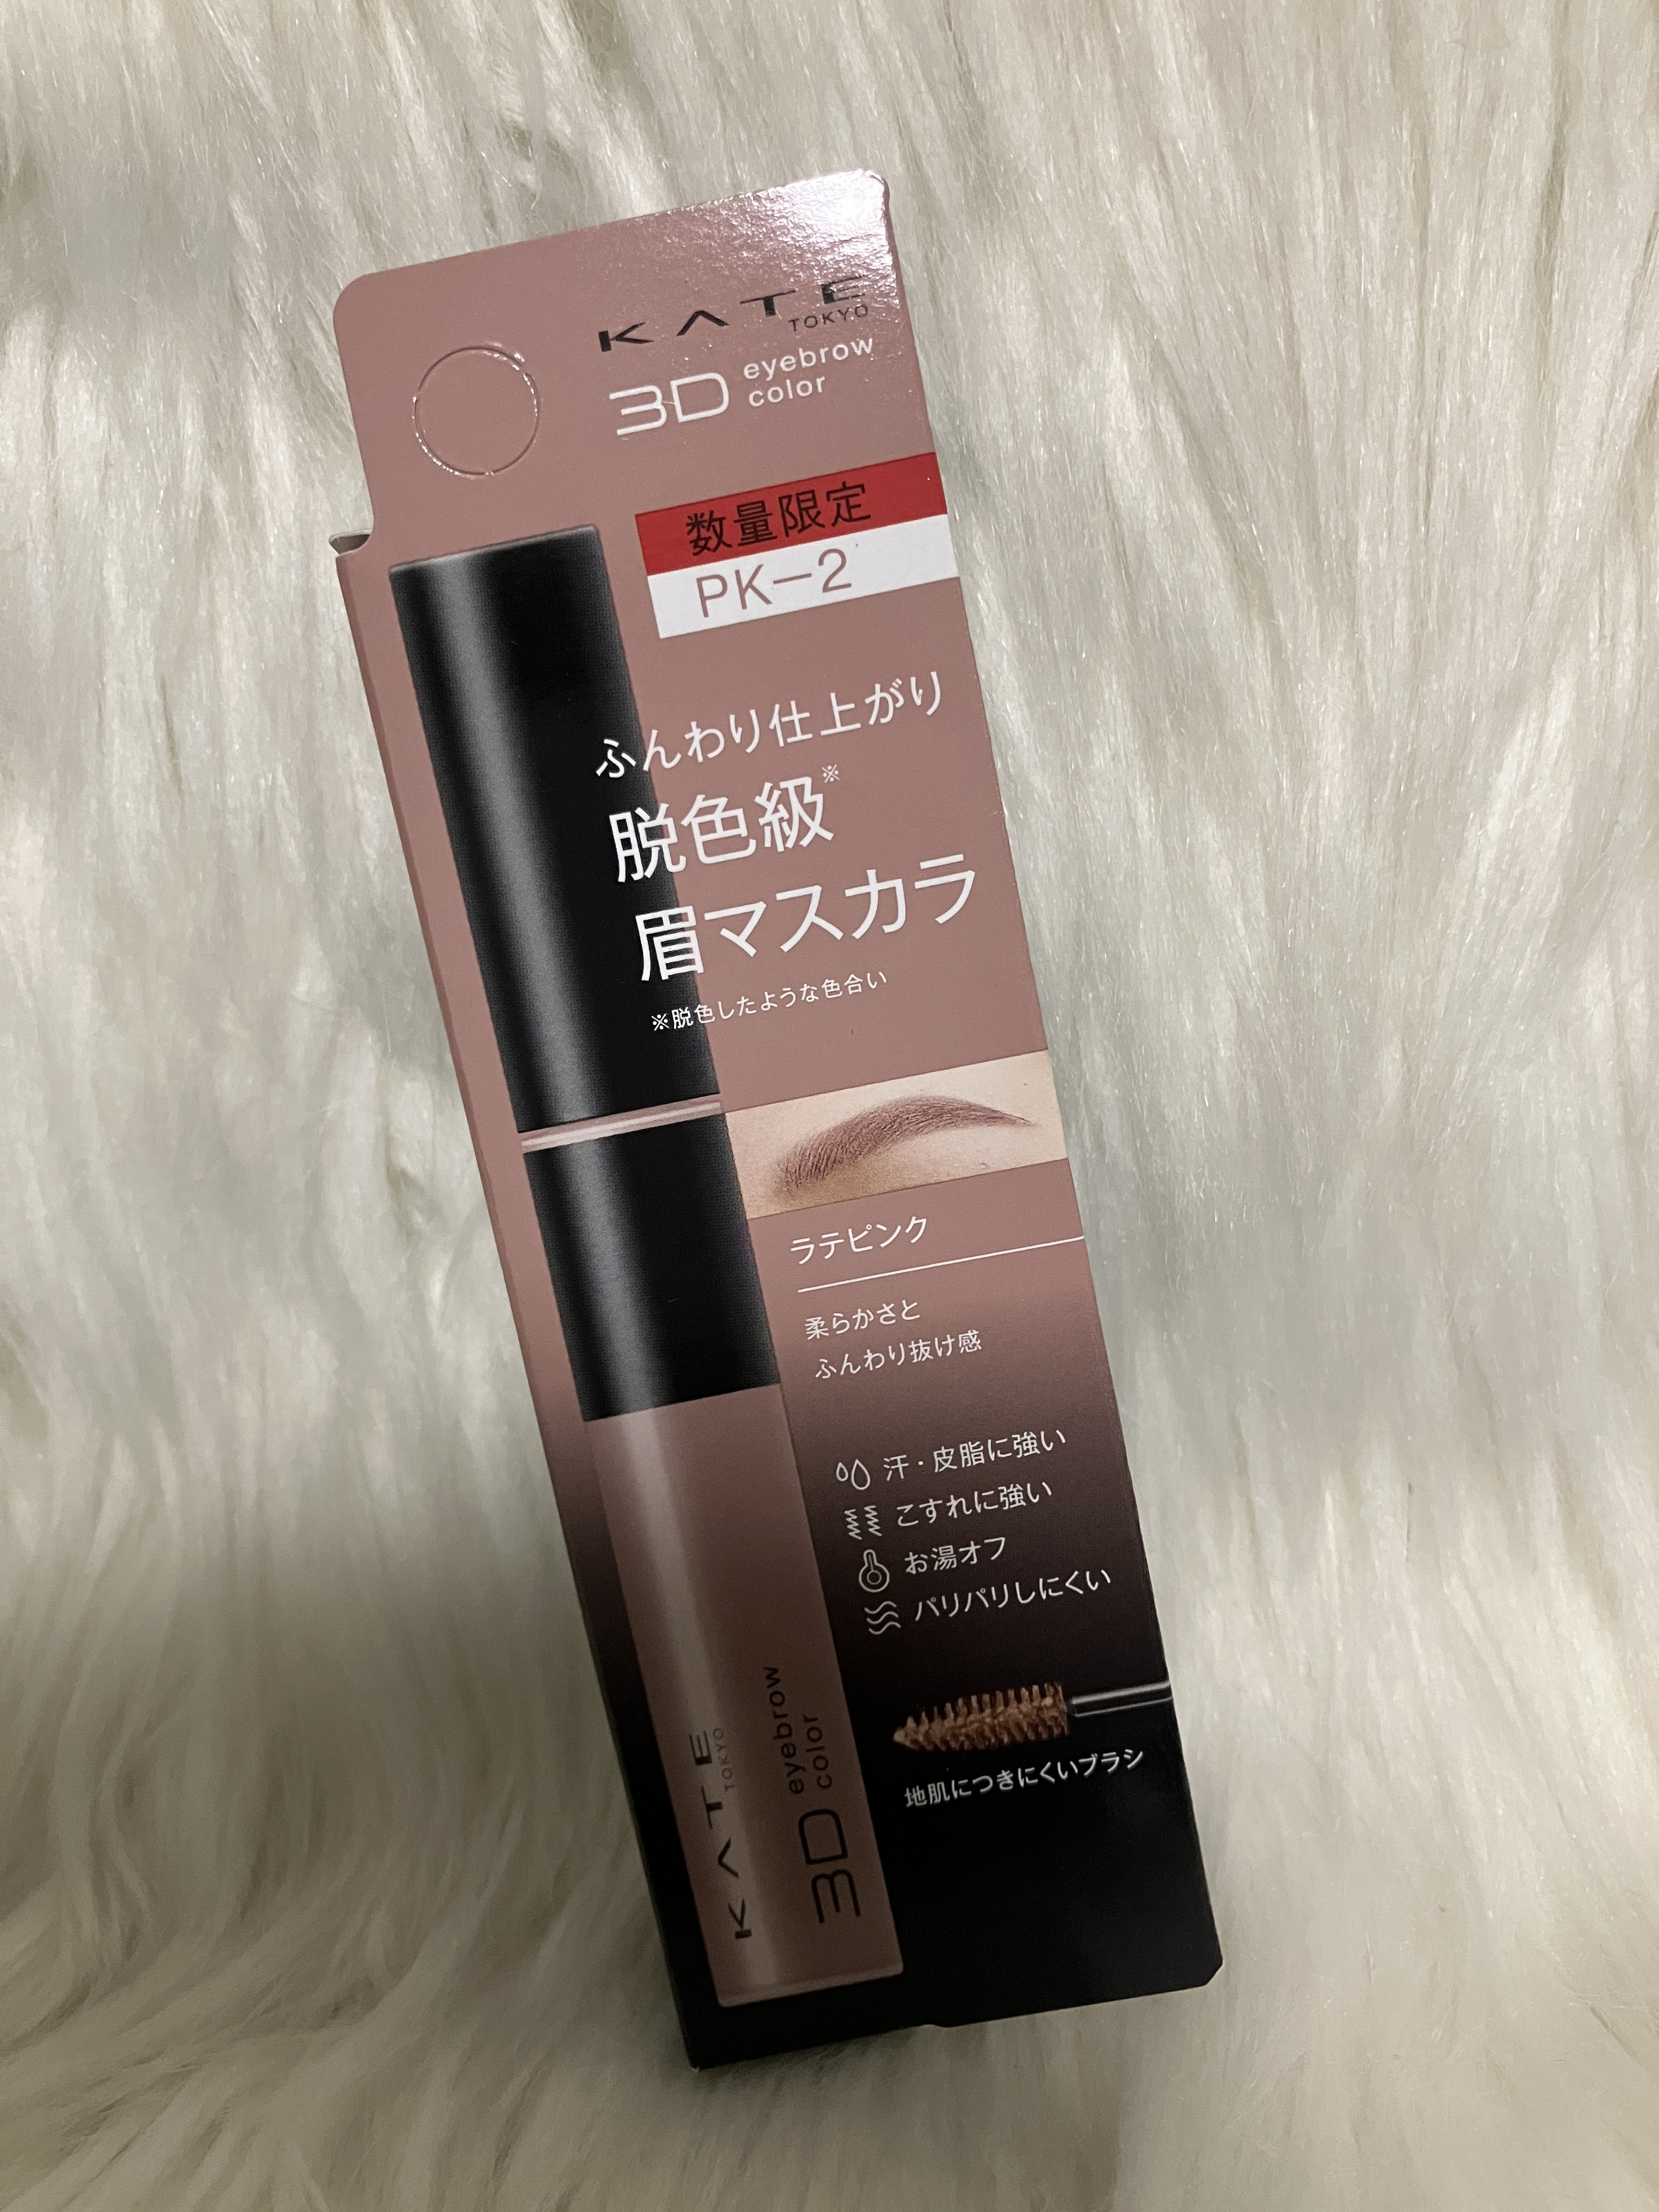 KATE
TOKYO
3D eyebrow
color
数量限定
PK-2
ふんわり仕上がり
脱色級※
眉マスカラ
※脱色したような色合い
ラテピンク
柔らかさと
ふんわり抜け感
汗・皮脂に強い
こすれに強い
お湯オフ
パリパリしにくい
地肌につきにくいブラシ
KATE
TOKYO
3D eyebrow
color